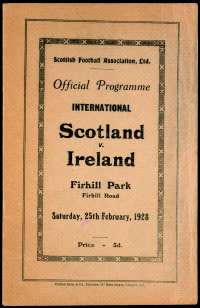 Scottish Football Association, Ltd.
Official Programme
INTERNATIONAL
Scotland
v.
Ireland
Firhill Park
Firhill Road
Saturday, 25th February, 1928
Price - 3d.